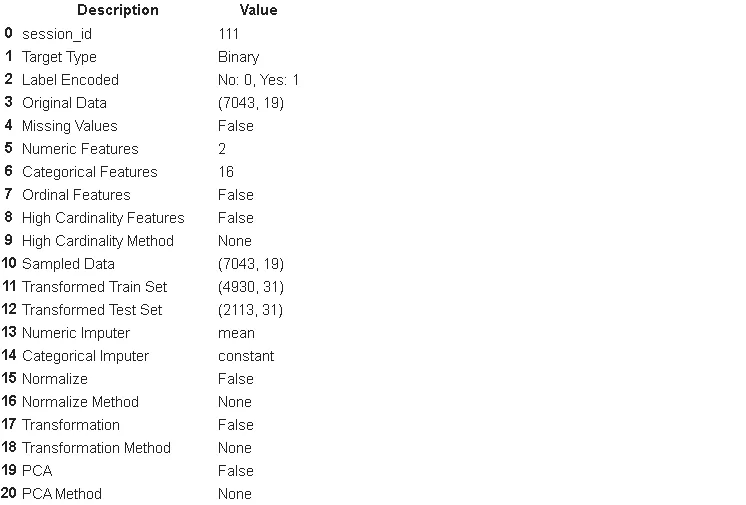 Description Value
0 session_id 111
1 Target Type Binary
2 Label Encoded No: 0, Yes: 1
3 Original Data (7043, 19)
4 Missing Values False
5 Numeric Features 2
6 Categorical Features 16
7 Ordinal Features False
8 High Cardinality Features False
9 High Cardinality Method None
10 Sampled Data (7043, 19)
11 Transformed Train Set (4930, 31)
12 Transformed Test Set (2113, 31)
13 Numeric Imputer mean
14 Categorical Imputer constant
15 Normalize False
16 Normalize Method None
17 Transformation False
18 Transformation Method None
19 PCA False
20 PCA Method None